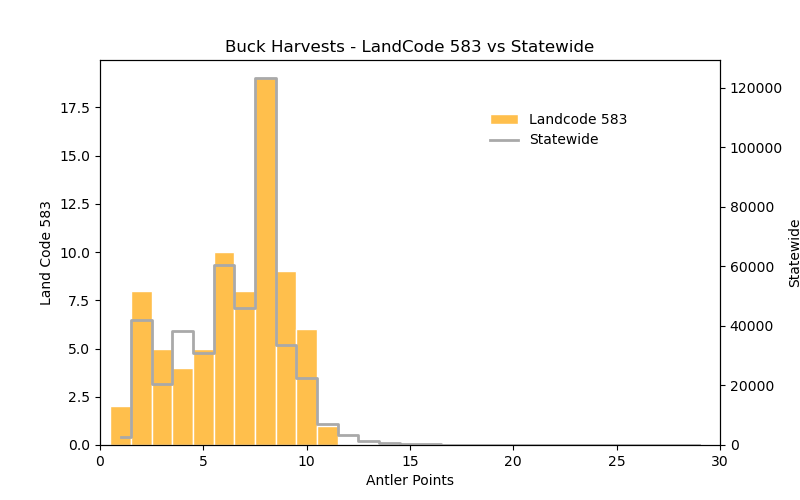 Buck Harvests - LandCode 583 vs Statewide
Landcode 583
Statewide
Land Code 583
17.5
15.0
12.5
10.0
7.5
5.0
2.5
0.0
120000
100000
80000
60000
40000
20000
0
Statewide
0 5 10 15 20 25 30
Antler Points